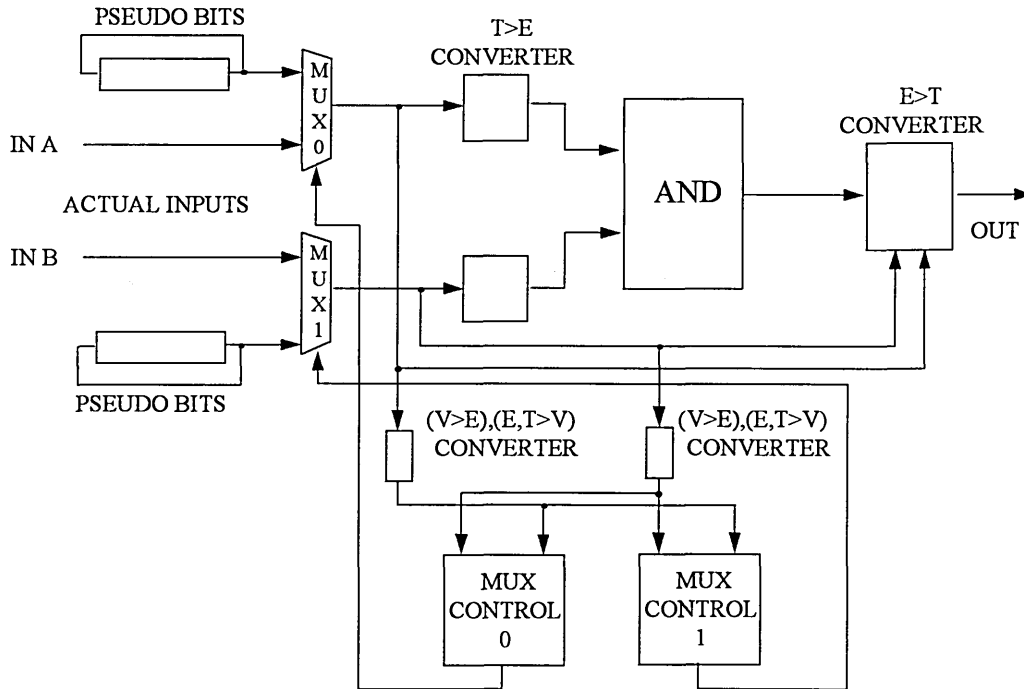 PSEUDO BITS
T>E
CONVERTER
E>T
CONVERTER
M
U
X
0
IN A
AND
ACTUAL INPUTS
OUT
IN B
M
U
X
1
PSEUDO BITS
(V>E),(E,T>V)
CONVERTER
(V>E),(E,T>V)
CONVERTER
MUX
CONTROL
0
MUX
CONTROL
1